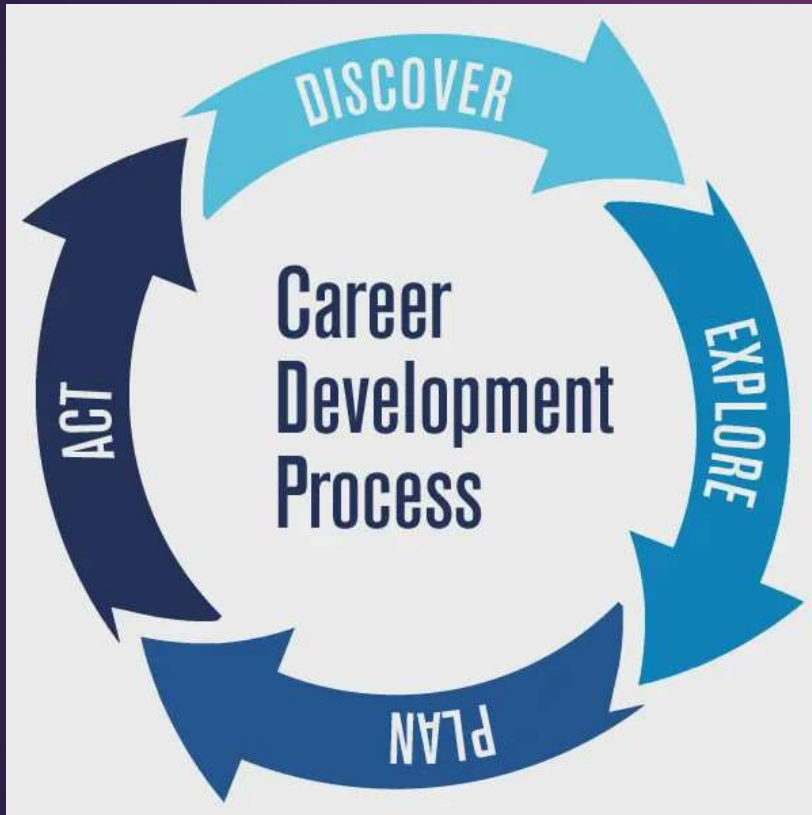 DISCOVER
EXPLORE
PLAN
ACT
Career
Development
Process